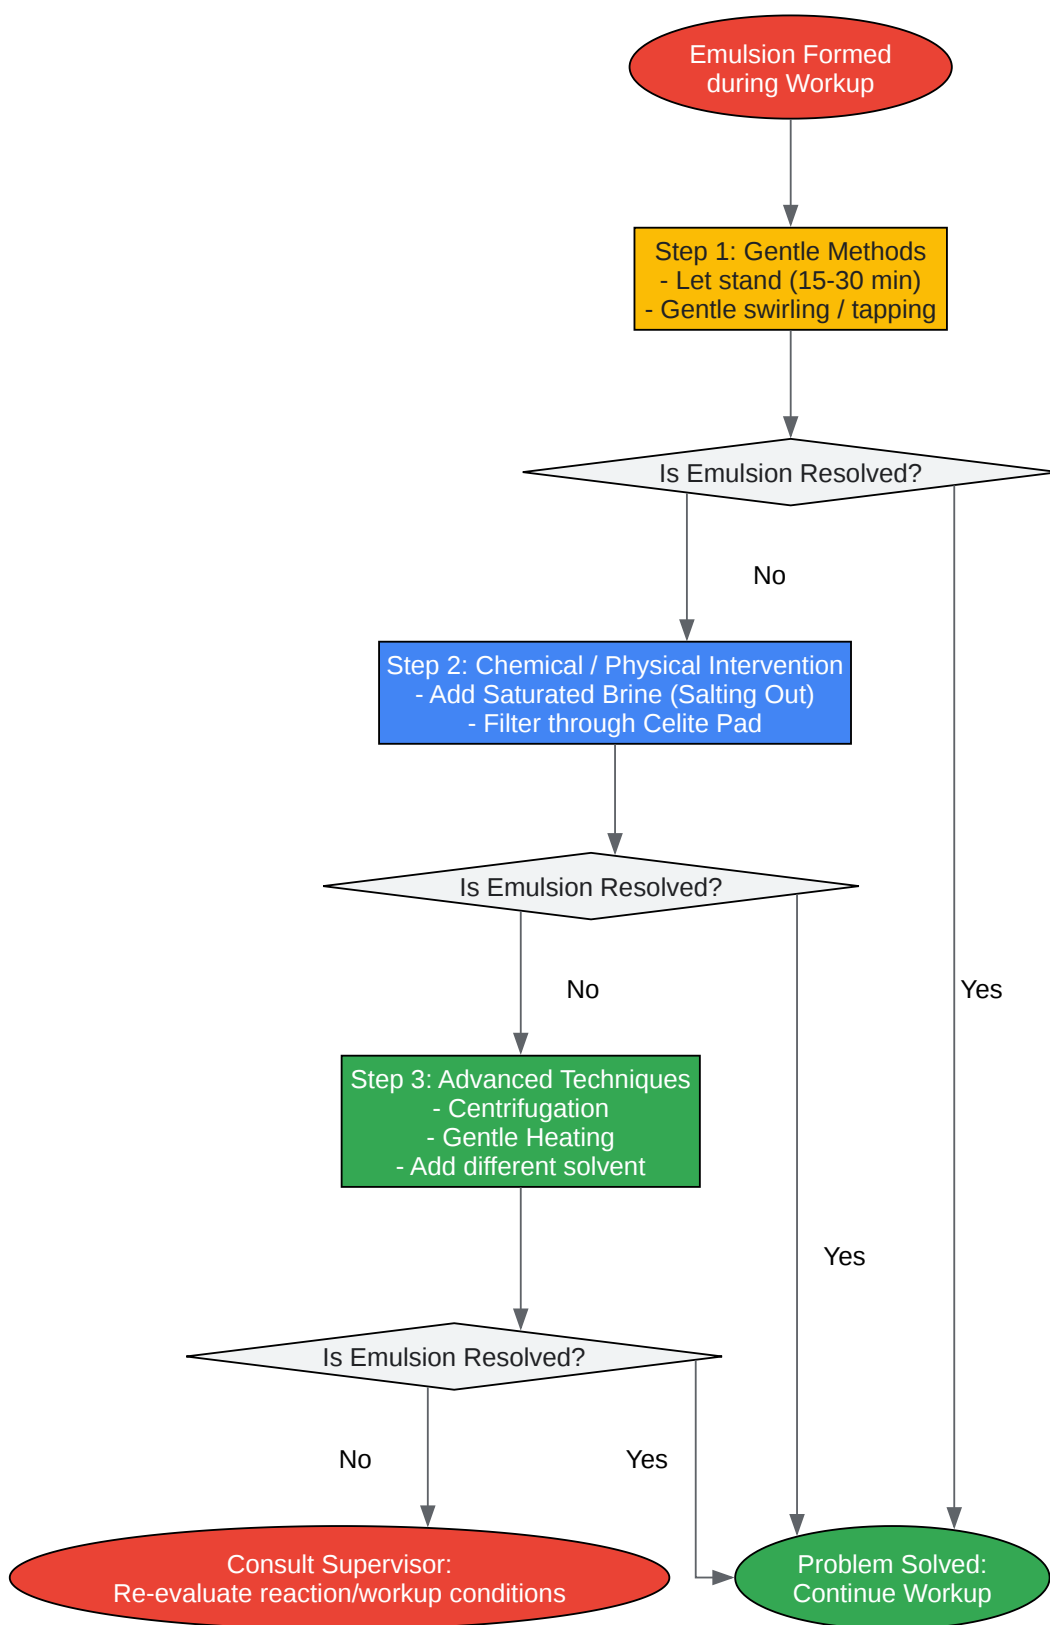 Emulsion Formed
during Workup
Step 1: Gentle Methods
- Let stand (15-30 min)
- Gentle swirling / tapping
Is Emulsion Resolved?
No
Step 2: Chemical / Physical Intervention
- Add Saturated Brine (Salting Out)
- Filter through Celite Pad
Is Emulsion Resolved?
No
Yes
Step 3: Advanced Techniques
- Centrifugation
- Gentle Heating
- Add different solvent
Yes
Is Emulsion Resolved?
No
Yes
Consult Supervisor:
Re-evaluate reaction/workup conditions
Problem Solved:
Continue Workup